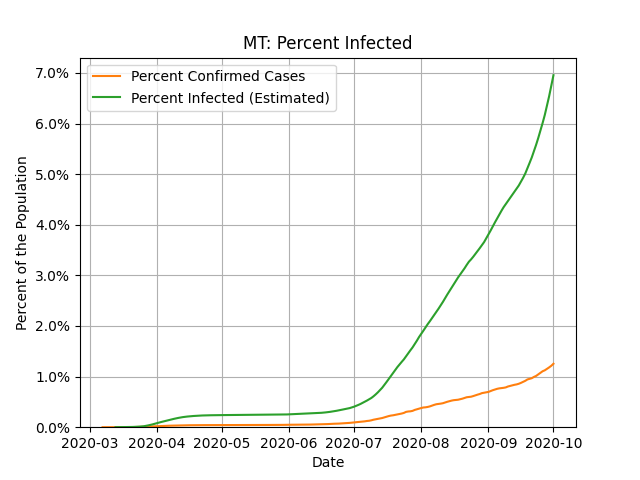 MT: Percent Infected
Percent Confirmed Cases
Percent Infected (Estimated)
Percent of the Population
7.0%
6.0%
5.0%
4.0%
3.0%
2.0%
1.0%
0.0%
2020-03 2020-04 2020-05 2020-06 2020-07 2020-08 2020-09 2020-10
Date